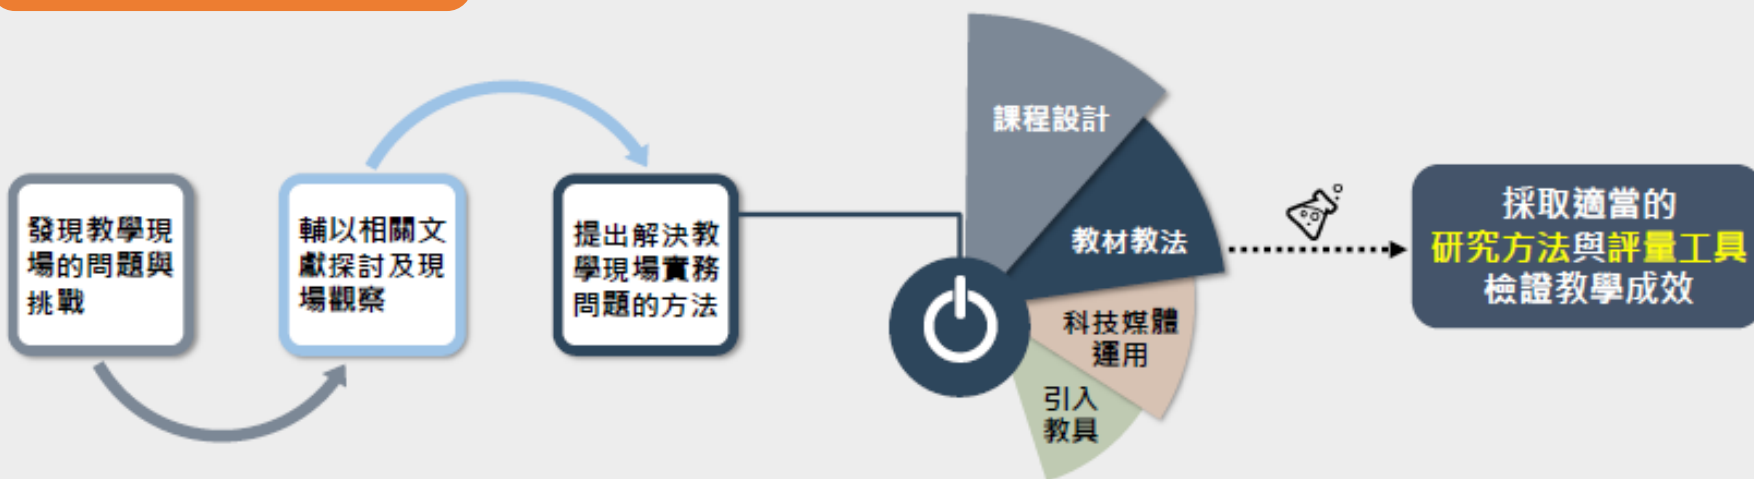 發現教學現
場的問題與
挑戰
輔以相關文
獻探討及現
場觀察
提出解決教
學現場實務
問題的方法
課程設計
教材教法
科技媒體
運用
引入
教具
採取適當的
研究方法與評量工具
檢證教學成效